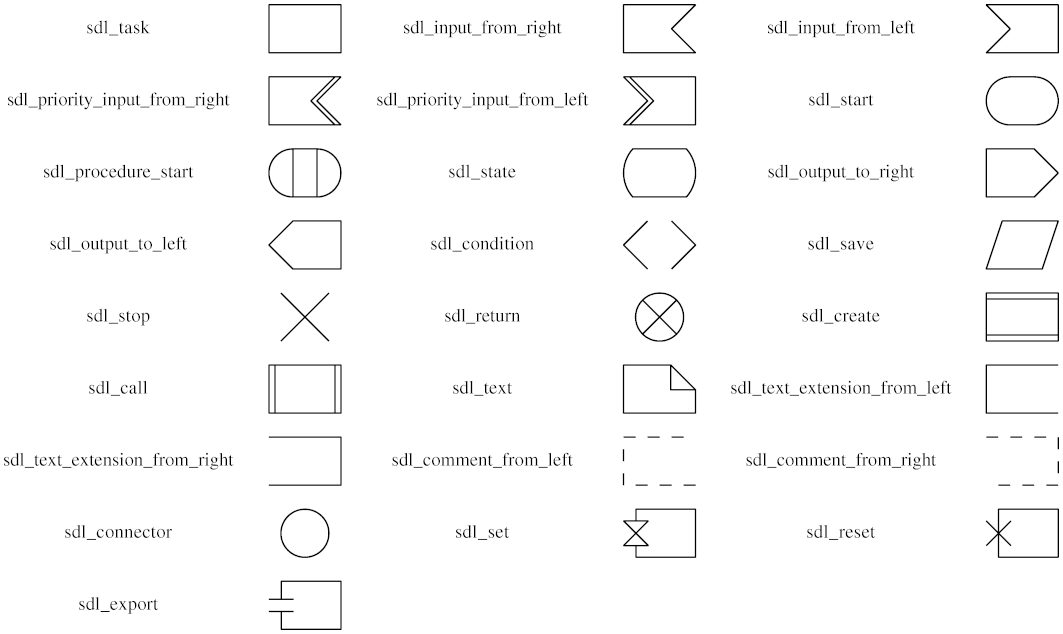 sdl_task sdl_input_from_right sdl_input_from_left
sdl_priority_input_from_right sdl_priority_input_from_left sdl_start
sdl_procedure_start sdl_state sdl_output_to_right
sdl_output_to_left sdl_condition sdl_save
sdl_stop sdl_return sdl_create
sdl_call sdl_text sdl_text_extension_from_left
sdl_text_extension_from_right sdl_comment_from_left sdl_comment_from_right
sdl_connector sdl_set sdl_reset
sdl_export